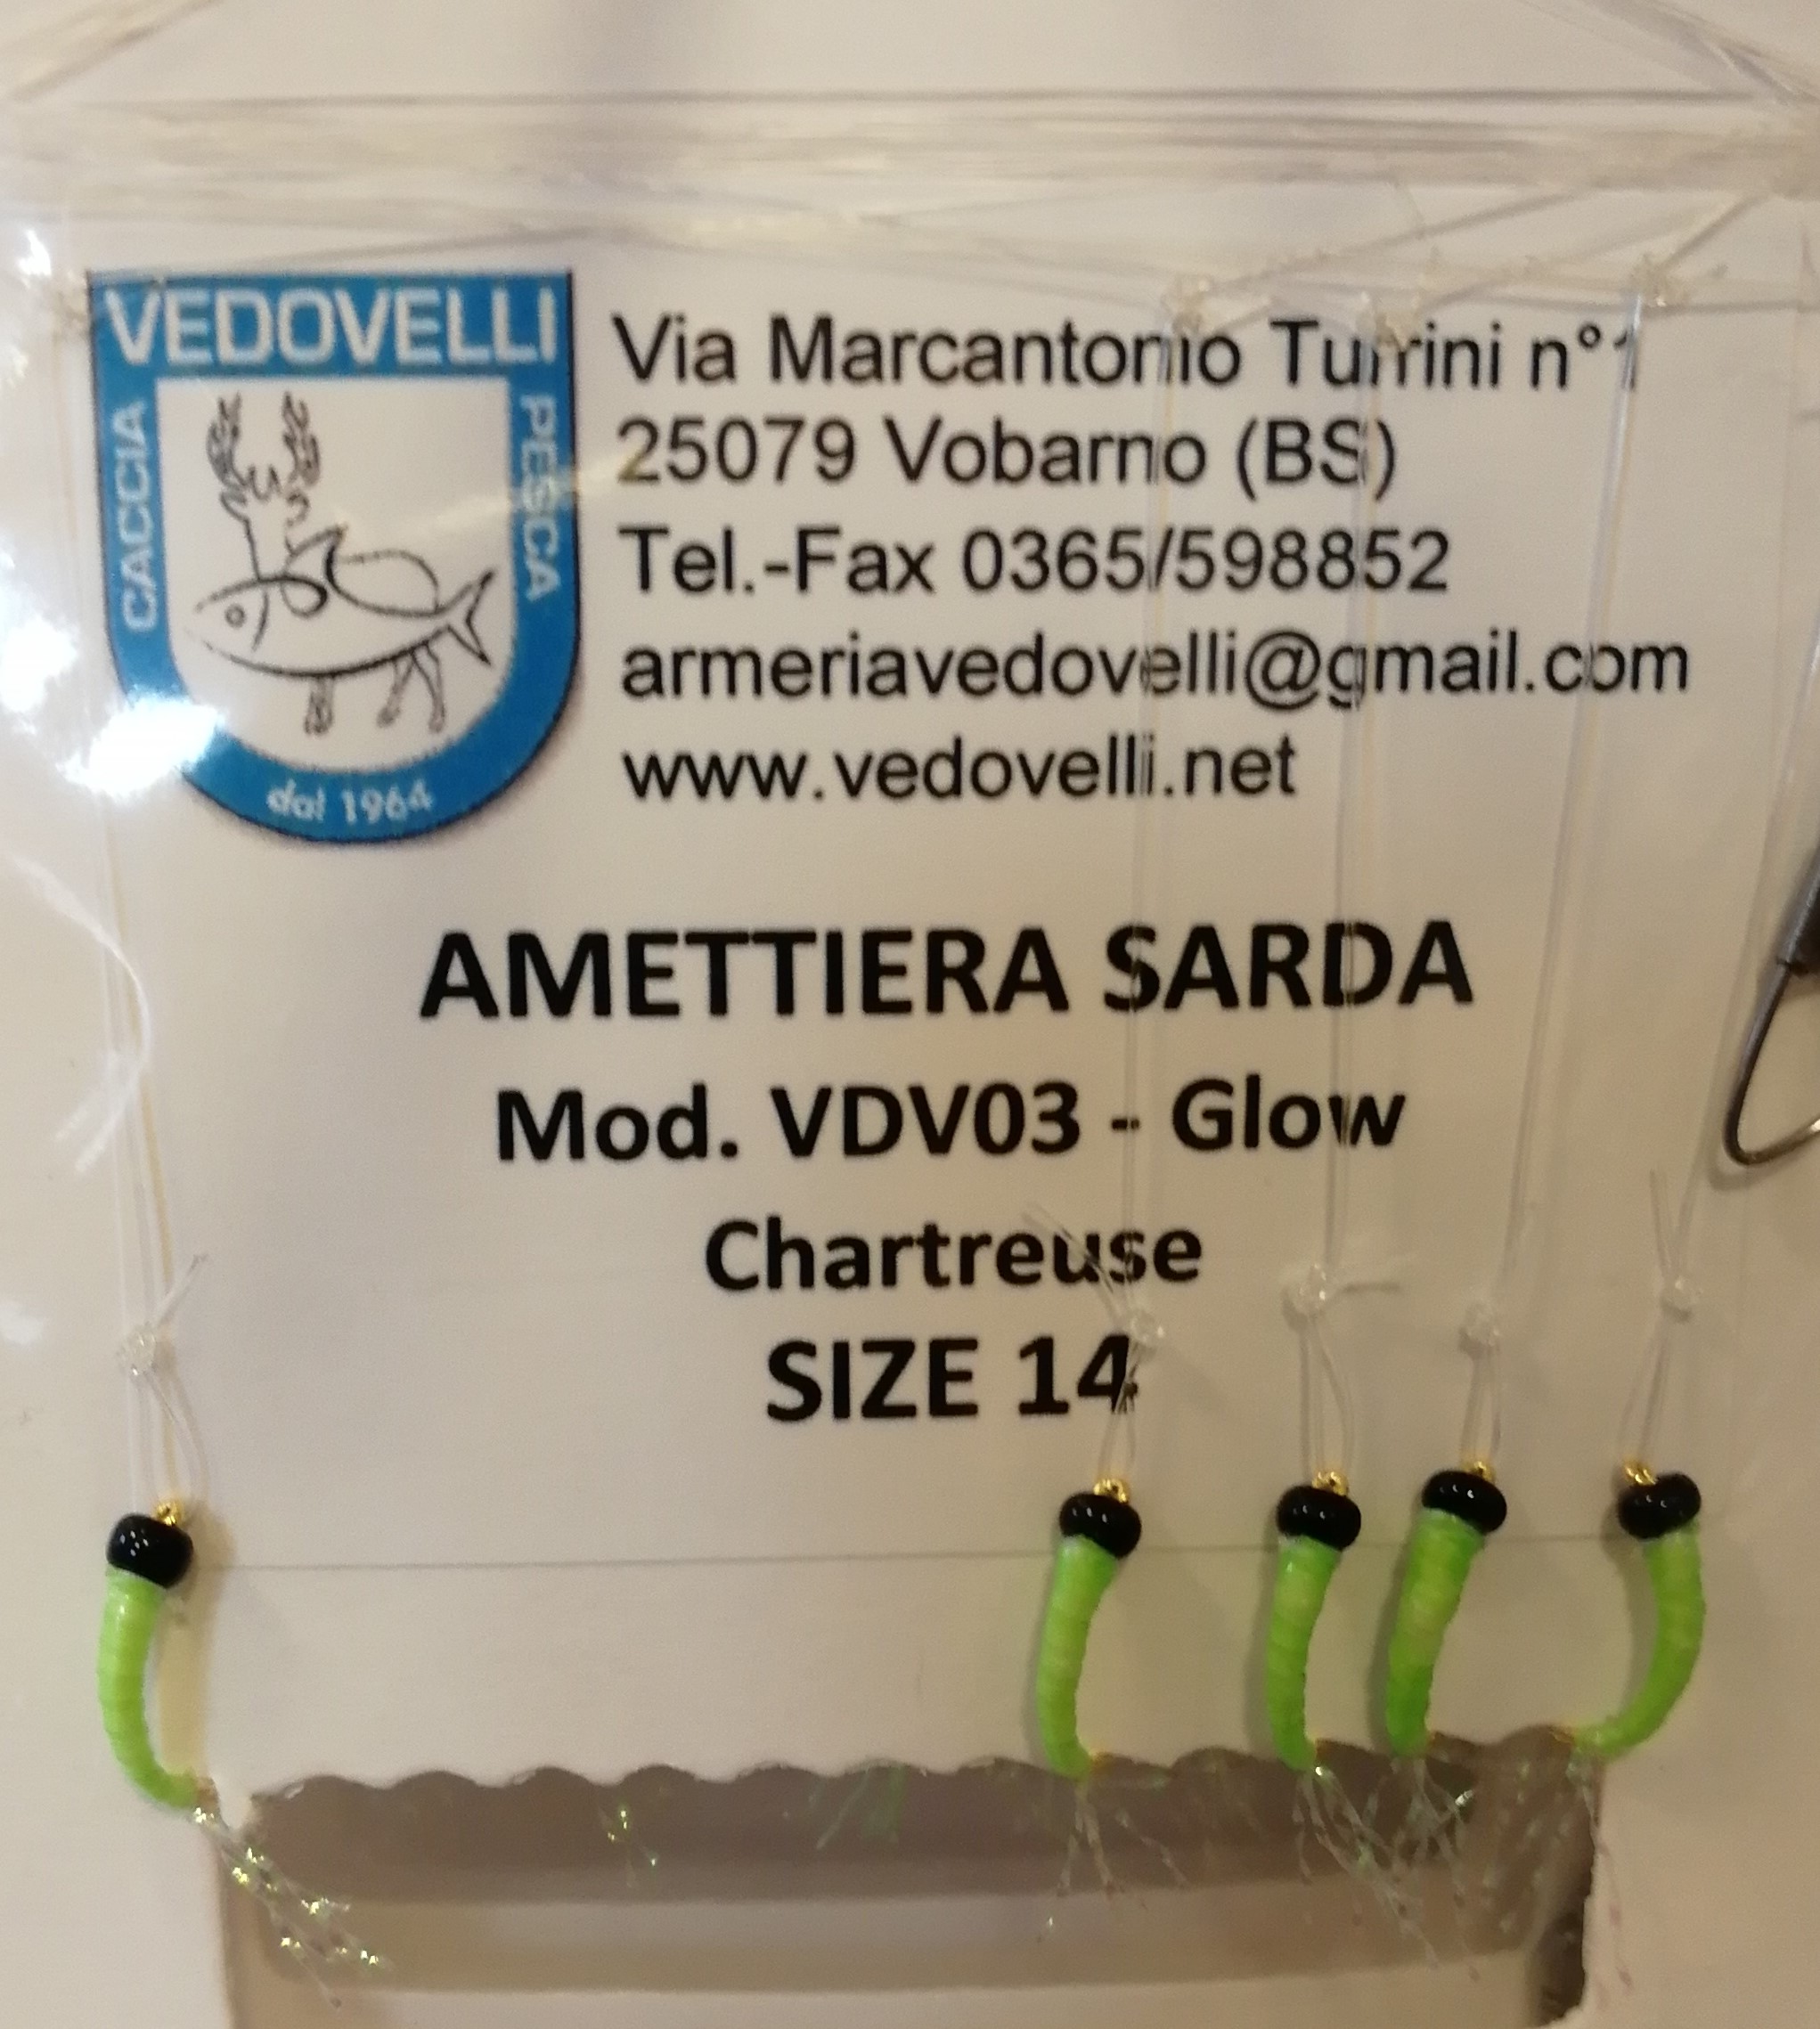 VEDOVELLI
CACCIA
PESCA
dal 1964
Via Marcantonio Turrini n°1
25079 Vobarno (BS)
Tel.-Fax 0365/598852
armeriavedovelli@gmail.com
www.vedovelli.net
AMETTIERA SARDA
Mod. VDV03 - Glow
Chartreuse
SIZE 14